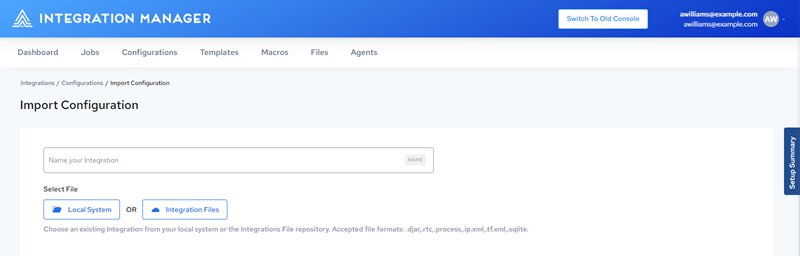 INTEGRATION MANAGER
Switch To Old Console
awilliams@example.com
awilliams@example.com
AW
Dashboard Jobs Configurations Templates Macros Files Agents
Integrations / Configurations / Import Configuration
Import Configuration
Name your Integration NAME
Setup Summary
Select File
Local System OR Integration Files
Choose an existing Integration from your local system or the Integrations File repository. Accepted file formats: .djar,.rtc,.process,.ip.xml,.tf.xml,.sqlite.